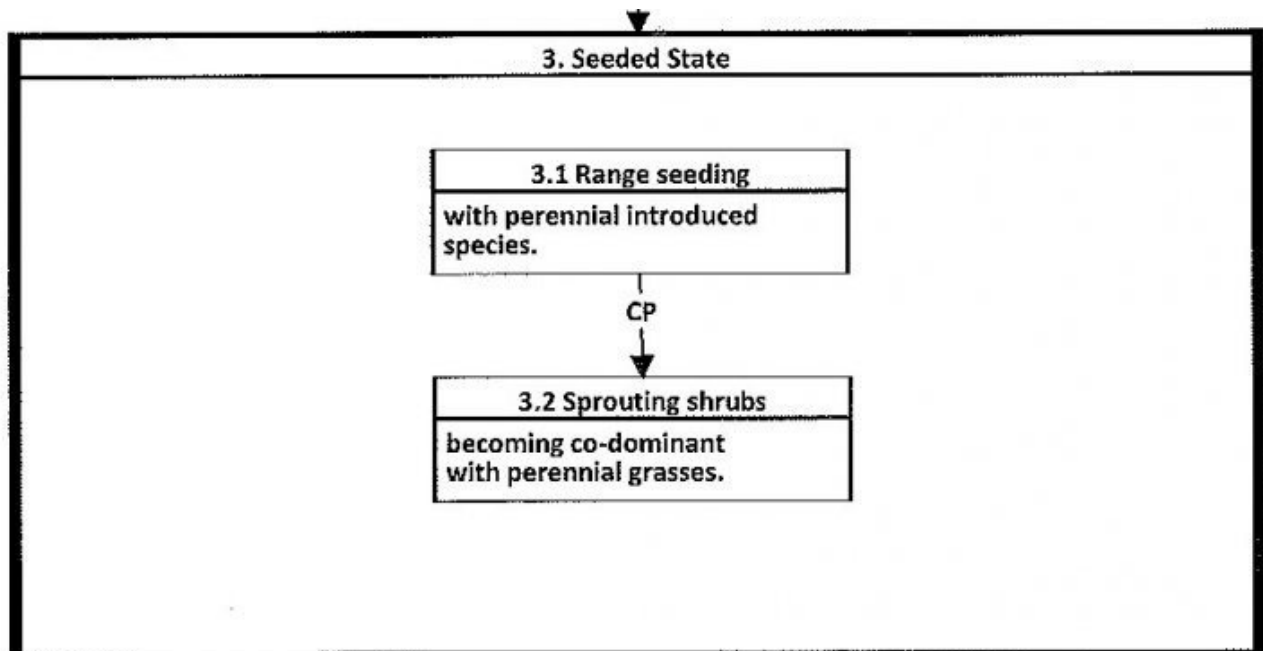 3. Seeded State
3.1 Range seeding
with perennial introduced
species.
CP
3.2 Sprouting shrubs
becoming co-dominant
with perennial grasses.